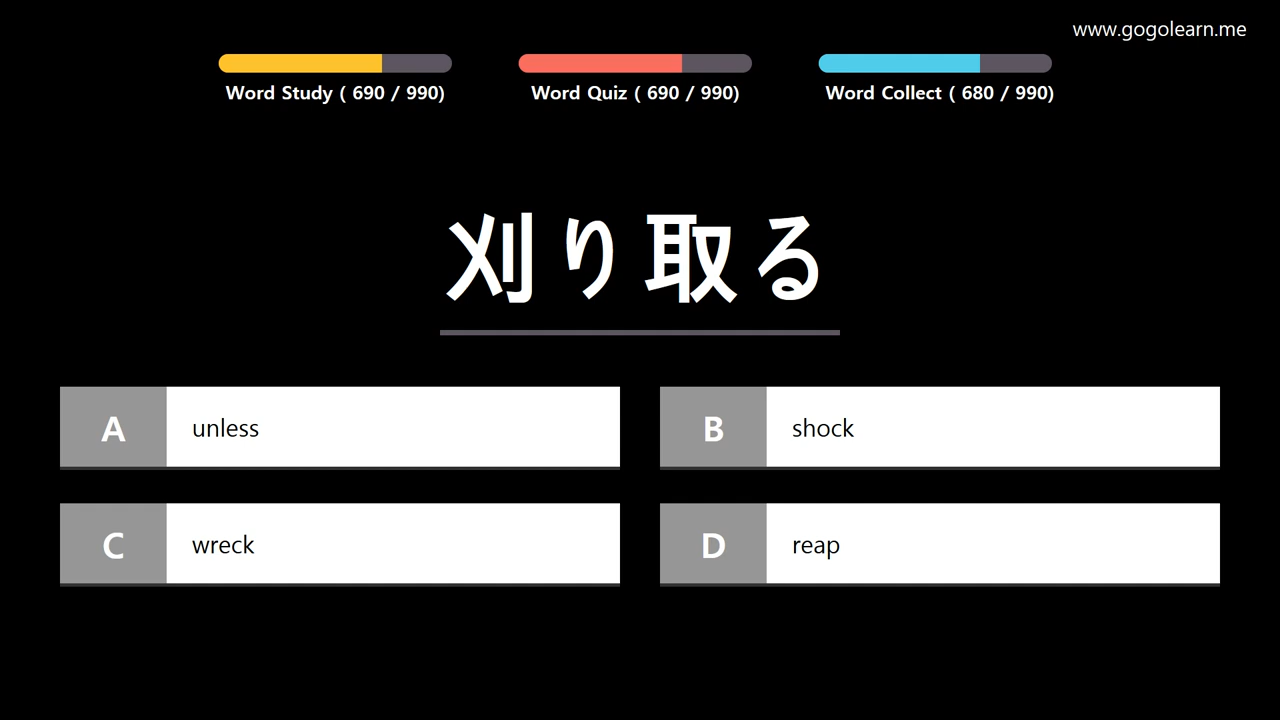 www.gogolearn.me
Word Study ( 690 / 990)
Word Quiz ( 690 / 990)
Word Collect ( 680 / 990)
刈り取る
A unless
B shock
C wreck
D reap